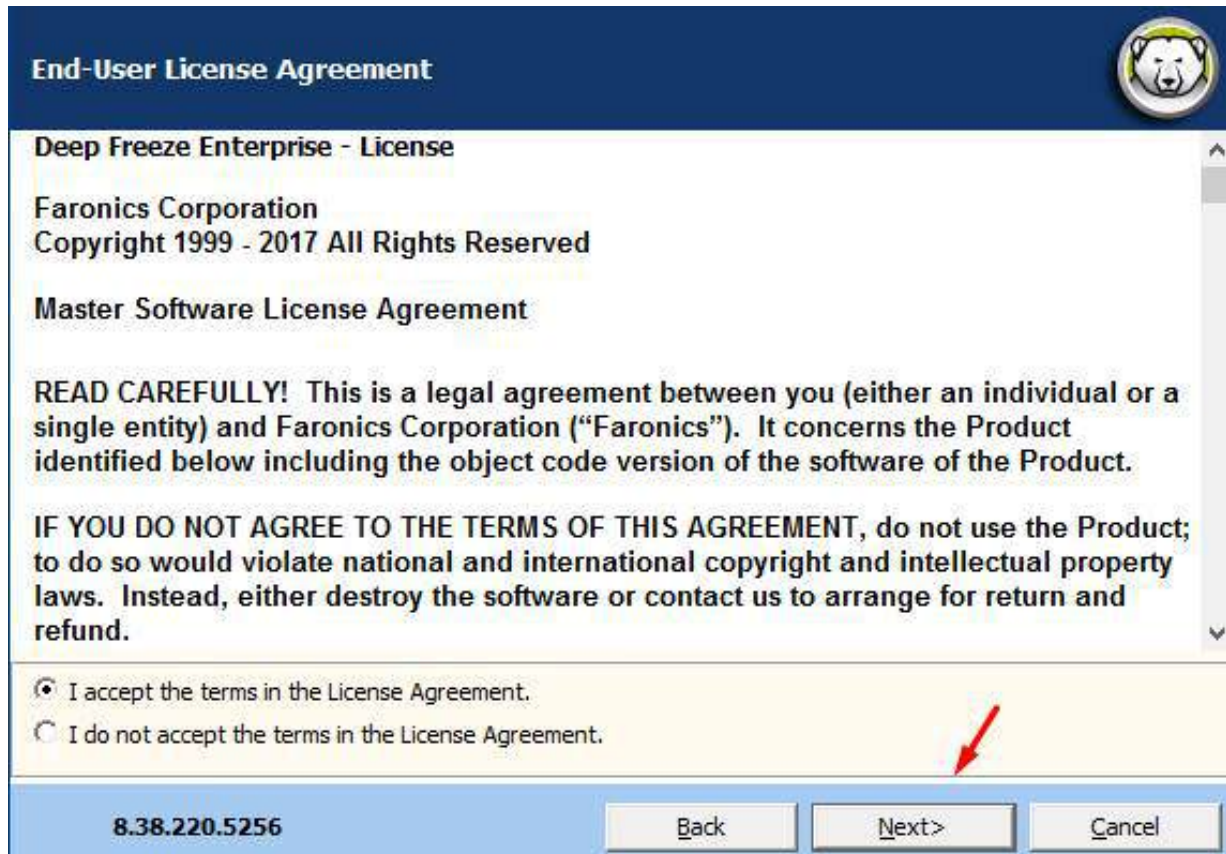 End-User License Agreement
Deep Freeze Enterprise - License
Faronics Corporation
Copyright 1999 - 2017 All Rights Reserved
Master Software License Agreement
READ CAREFULLY!  This is a legal agreement between you (either an individual or a
single entity) and Faronics Corporation (“Faronics”).  It concerns the Product
identified below including the object code version of the software of the Product.
IF YOU DO NOT AGREE TO THE TERMS OF THIS AGREEMENT, do not use the Product;
to do so would violate national and international copyright and intellectual property
laws.  Instead, either destroy the software or contact us to arrange for return and
refund.
I accept the terms in the License Agreement.
I do not accept the terms in the License Agreement.
8.38.220.5256 Back Next> Cancel